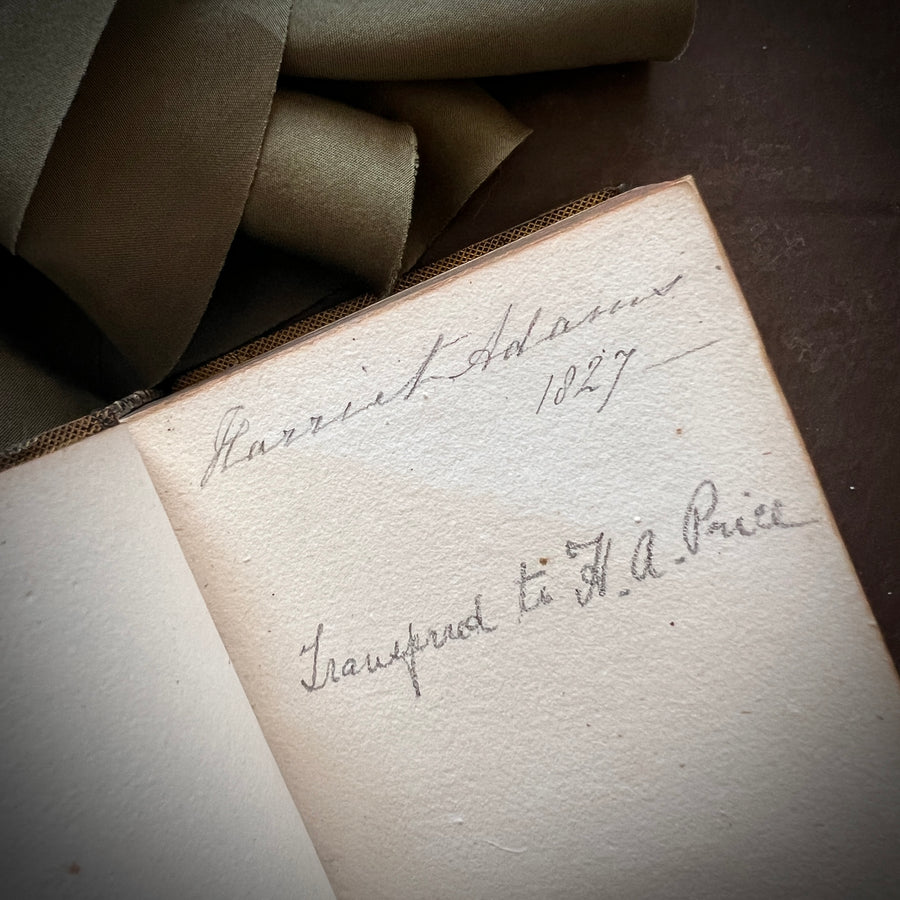 Harriet Adams
1827 —
Transferred to H. A. Price